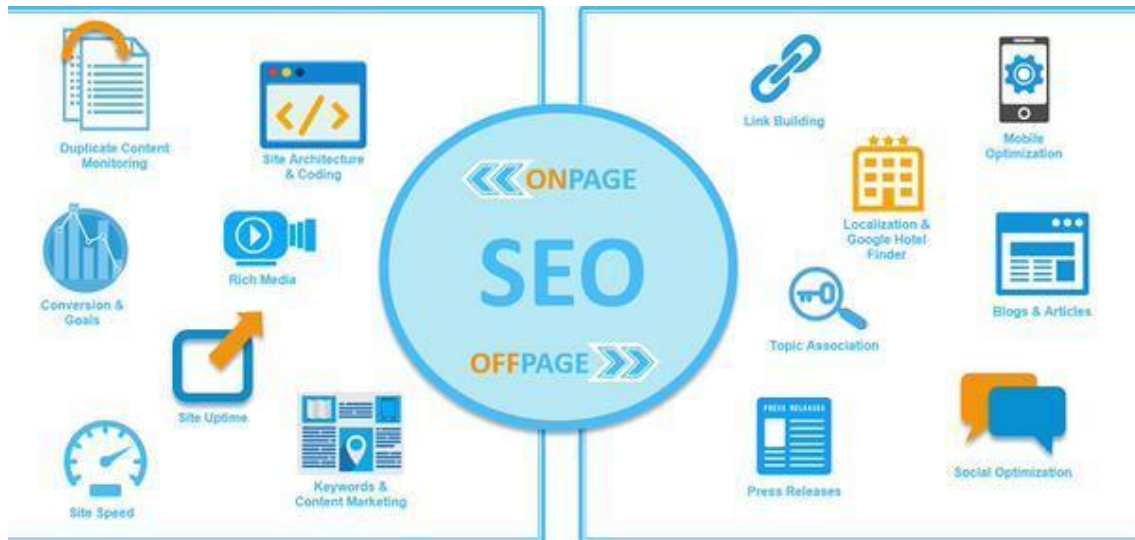 Duplicate Content
Monitoring
Site Architecture
& Coding
Conversion &
Goals
Rich Media
Site Uptime
Site Speed
Keywords &
Content Marketing
ONPAGE
SEO
OFFPAGE
Link Building
Mobile
Optimization
Localization &
Google Hotel
Finder
Blogs & Articles
Topic Association
PRESS RELEASES
Press Releases
Social Optimization